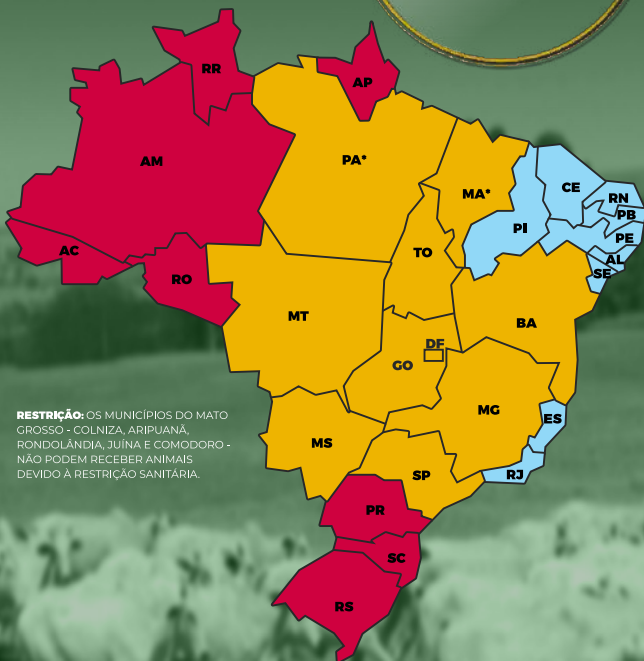 RR
AP
AM
PA*
MA*
CE
RN
PB
PI
PE
AC
TO
AL
SE
RO
MT
BA
DF
GO
MG
ES
MS
SP
RJ
PR
SC
RS
RESTRIÇÃO: OS MUNICÍPIOS DO MATO
GROSSO - COLNIZA, ARIPUANÃ,
RONDOLÂNDIA, JUÍNA E COMODORO -
NÃO PODEM RECEBER ANIMAIS
DEVIDO À RESTRIÇÃO SANITÁRIA.